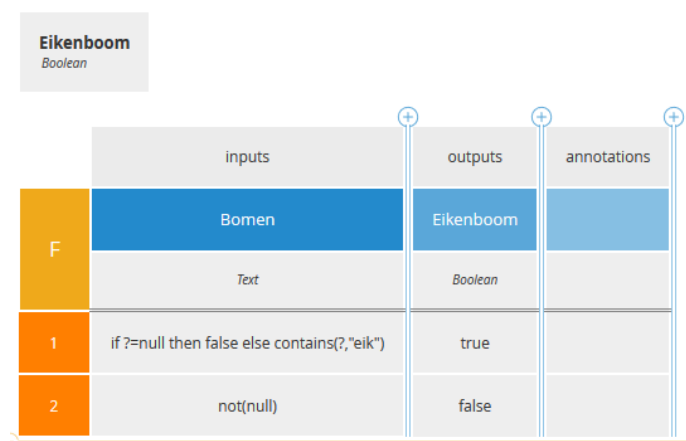 Eikenboom
Boolean
inputs outputs annotations
F
Bomen Eikenboom
Text Boolean
1 if ?=null then false else contains(?,"eik") true
2 not(null) false